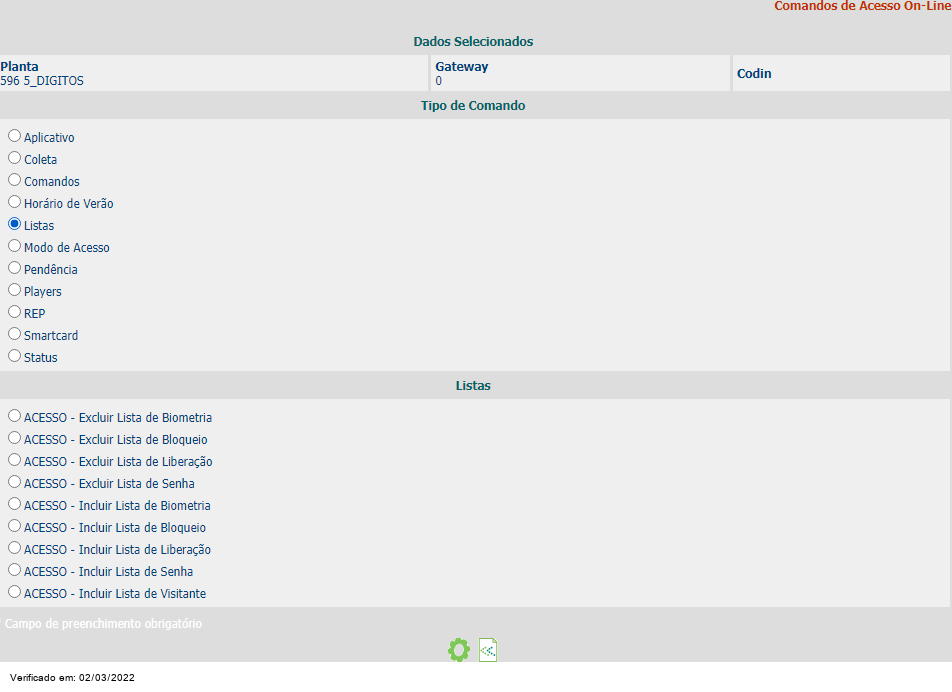 Comandos de Acesso On-Line
Dados Selecionados
Planta
596 5_DIGITOS
Gateway
0
Codin
Tipo de Comando
Aplicativo
Coleta
Comandos
Horário de Verão
Listas
Modo de Acesso
Pendência
Players
REP
Smartcard
Status
Listas
ACESSO - Excluir Lista de Biometria
ACESSO - Excluir Lista de Bloqueio
ACESSO - Excluir Lista de Liberação
ACESSO - Excluir Lista de Senha
ACESSO - Incluir Lista de Biometria
ACESSO - Incluir Lista de Bloqueio
ACESSO - Incluir Lista de Liberação
ACESSO - Incluir Lista de Senha
ACESSO - Incluir Lista de Visitante
Campo de preenchimento obrigatório
Verificado em: 02/03/2022